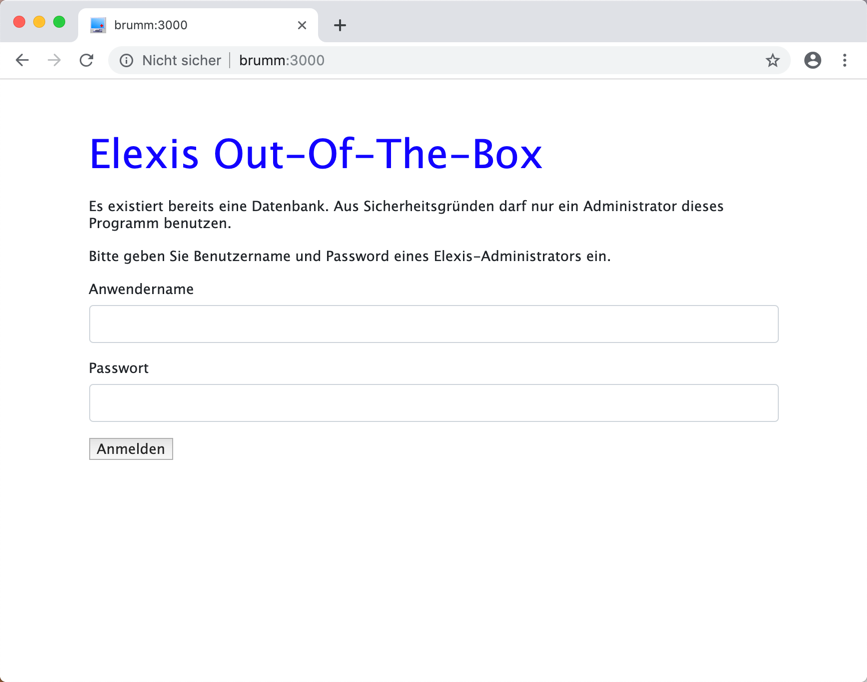 brumm:3000
Nicht sicher | brumm:3000
Elexis Out-Of-The-Box
Es existiert bereits eine Datenbank. Aus Sicherheitsgründen darf nur ein Administrator dieses
Programm benutzen.
Bitte geben Sie Benutzername und Password eines Elexis-Administrators ein.
Anwendername
Passwort
Anmelden